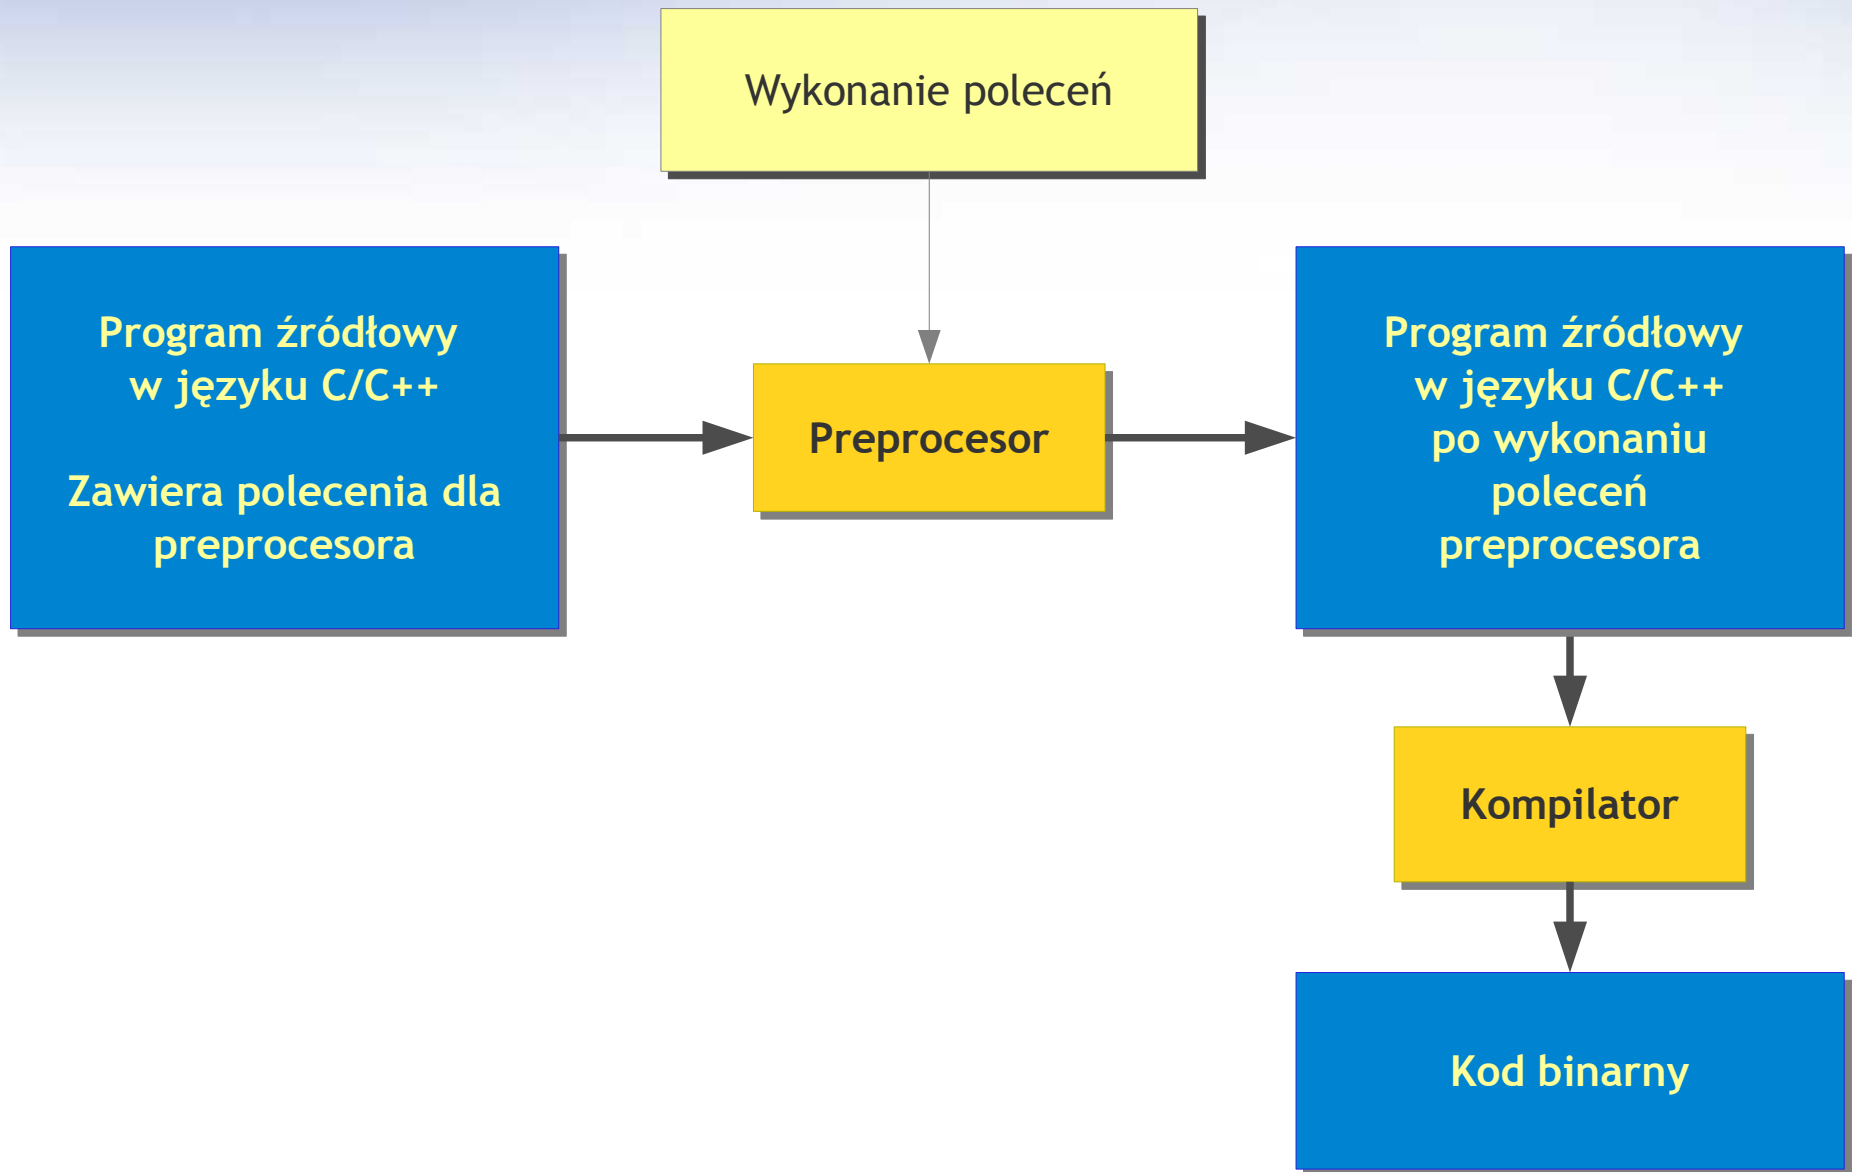 Wykonanie poleceń
Program źródłowy
w języku C/C++
Zawiera polecenia dla
preprocesora
Preprocesor
Program źródłowy
w języku C/C++
po wykonaniu
poleceń
preprocesora
Kompilator
Kod binarny